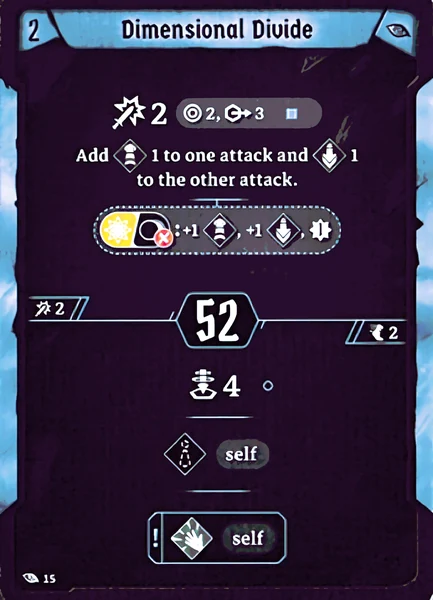 2 Dimensional Divide
2 2, 3
Add 1 to one attack and 1
to the other attack.
: +1 , +1 , 1
2 52 2
4
self
! self
15